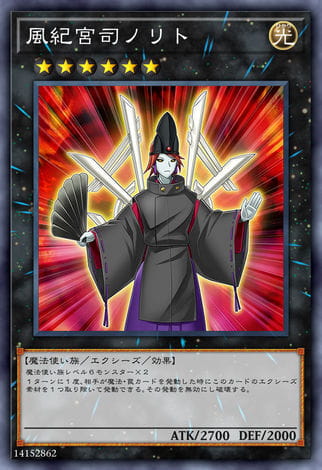 風紀宮司ノリト
光
【魔法使い族／エクシーズ／効果】
魔法使い族レベル６モンスター×２
１ターンに１度、相手が魔法・罠カードを発動した時にこのカードのエクシーズ
素材を１つ取り除いて発動できる。その発動を無効にし破壊する。
ATK/2700 DEF/2000
14152862